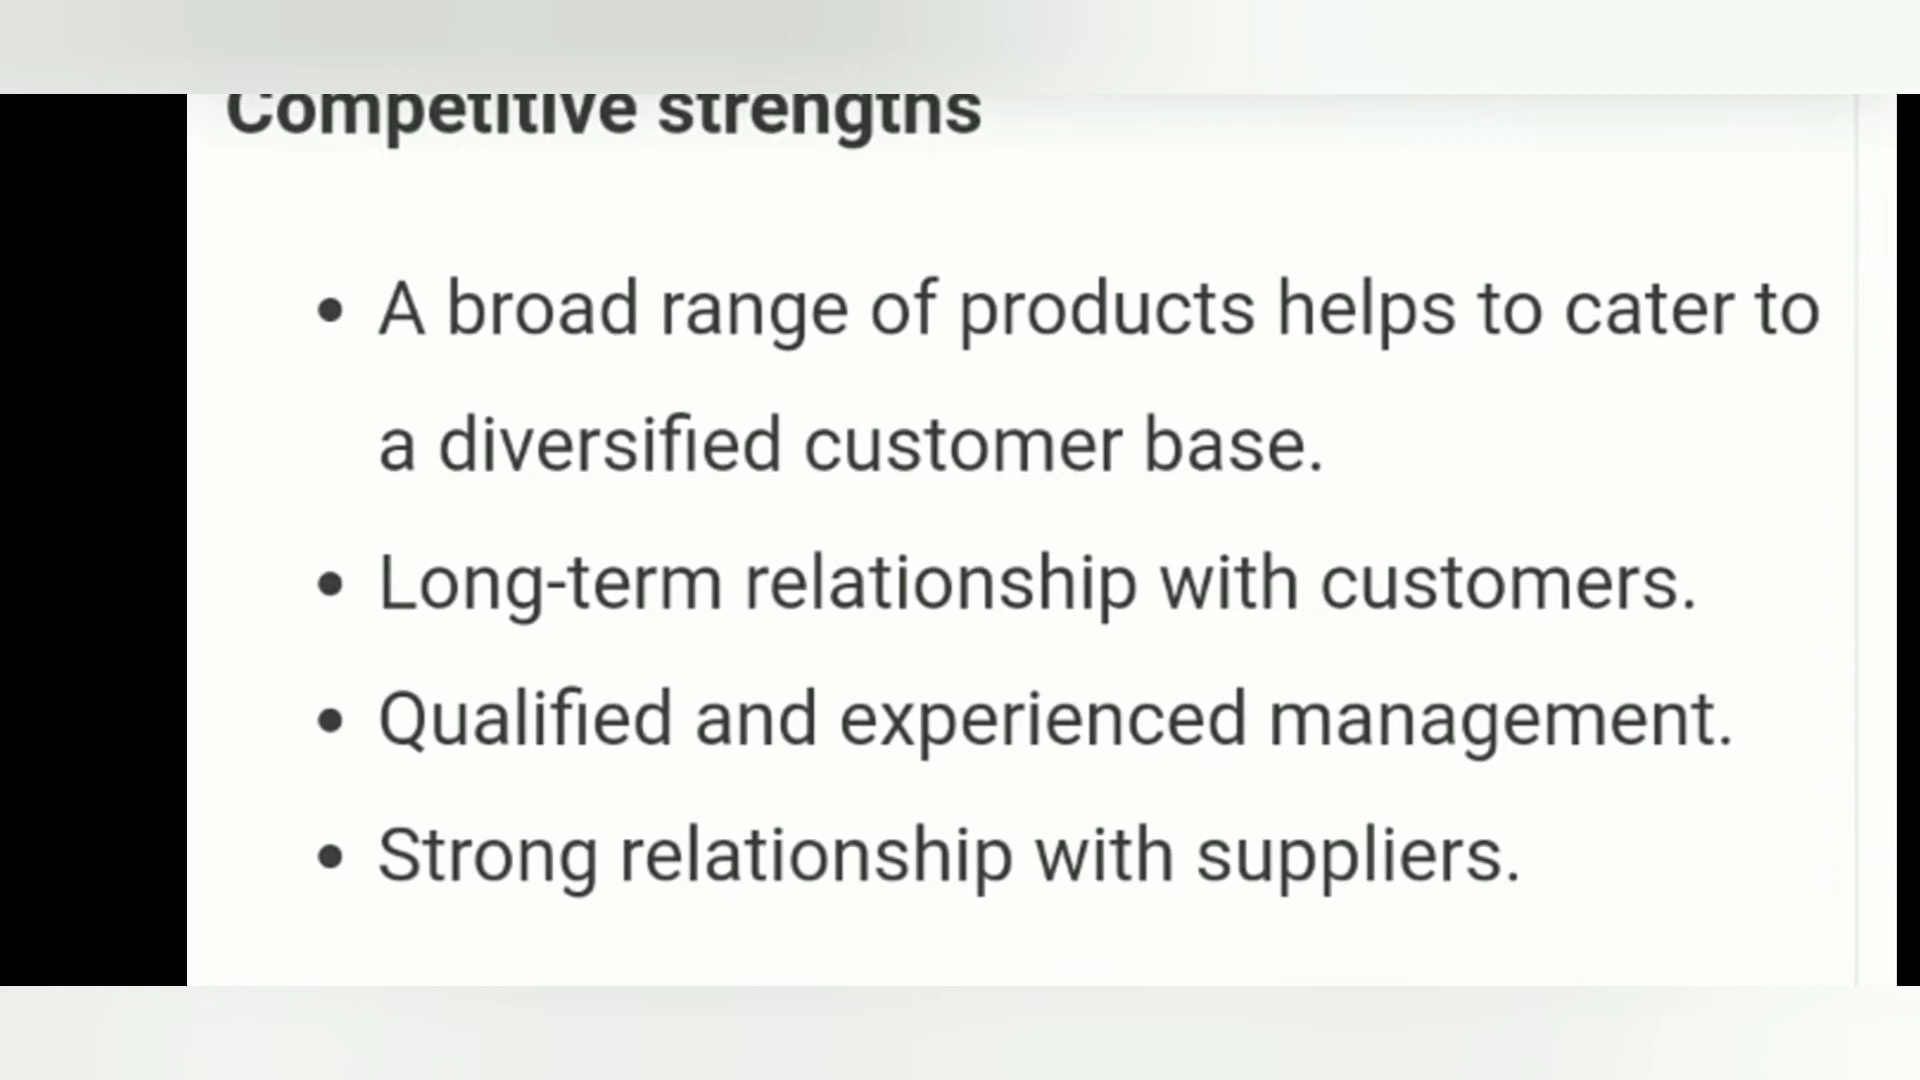 Competitive strengths
• A broad range of products helps to cater to
a diversified customer base.
• Long-term relationship with customers.
• Qualified and experienced management.
• Strong relationship with suppliers.